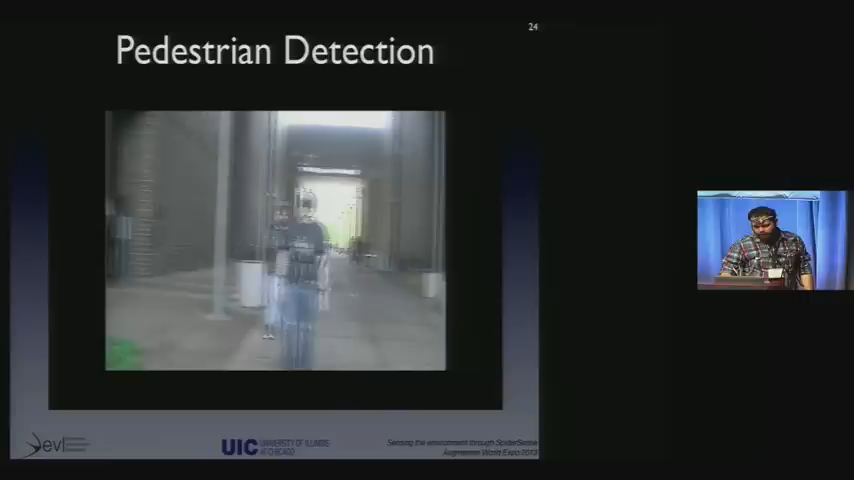 24
Pedestrian Detection
evl
UIC UNIVERSITY OF ILLINOIS
AT CHICAGO
Sensing the environment through SpiderSense
Augmented World Expo 2013